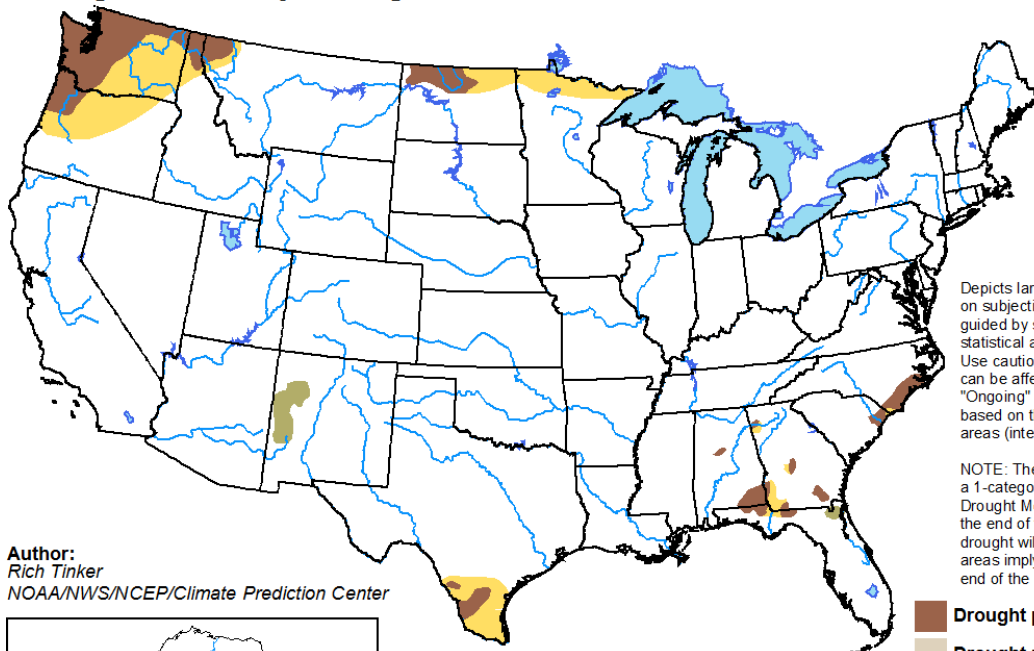 Author:
Rich Tinker
NOAA/NWS/NCEP/Climate Prediction Center
Depicts lar
on subjecti
guided by s
statistical a
Use cautio
can be affe
"Ongoing"
based on t
areas (inte
NOTE: The
a 1-catego
Drought Mo
the end of
drought wil
areas imply
end of the
Drought p